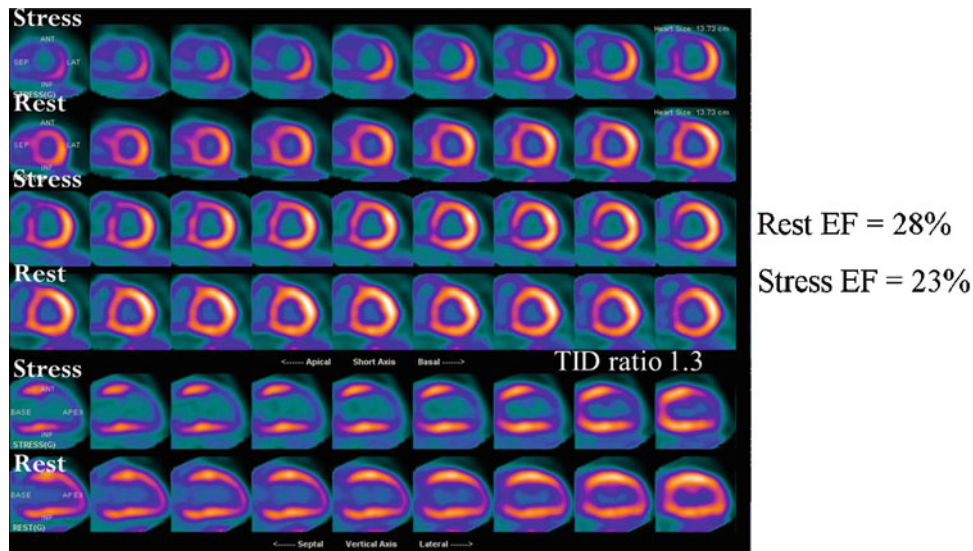 Stress
ANT
Heart Size: 13.73 cm
SEP LAT
INF
STRESS(G)
Rest
ANT
Heart Size: 13.73 cm
SEP LAT
Stress
Rest EF = 28%
Rest
Stress EF = 23%
<------ Apical Short Axis Basal ------>
TID ratio 1.3
Stress
ANT
BASE APEX
INF
STRESS(G)
Rest
ANT
BASE APEX
INF
REST(G)
<------ Septal Vertical Axis Lateral ------>